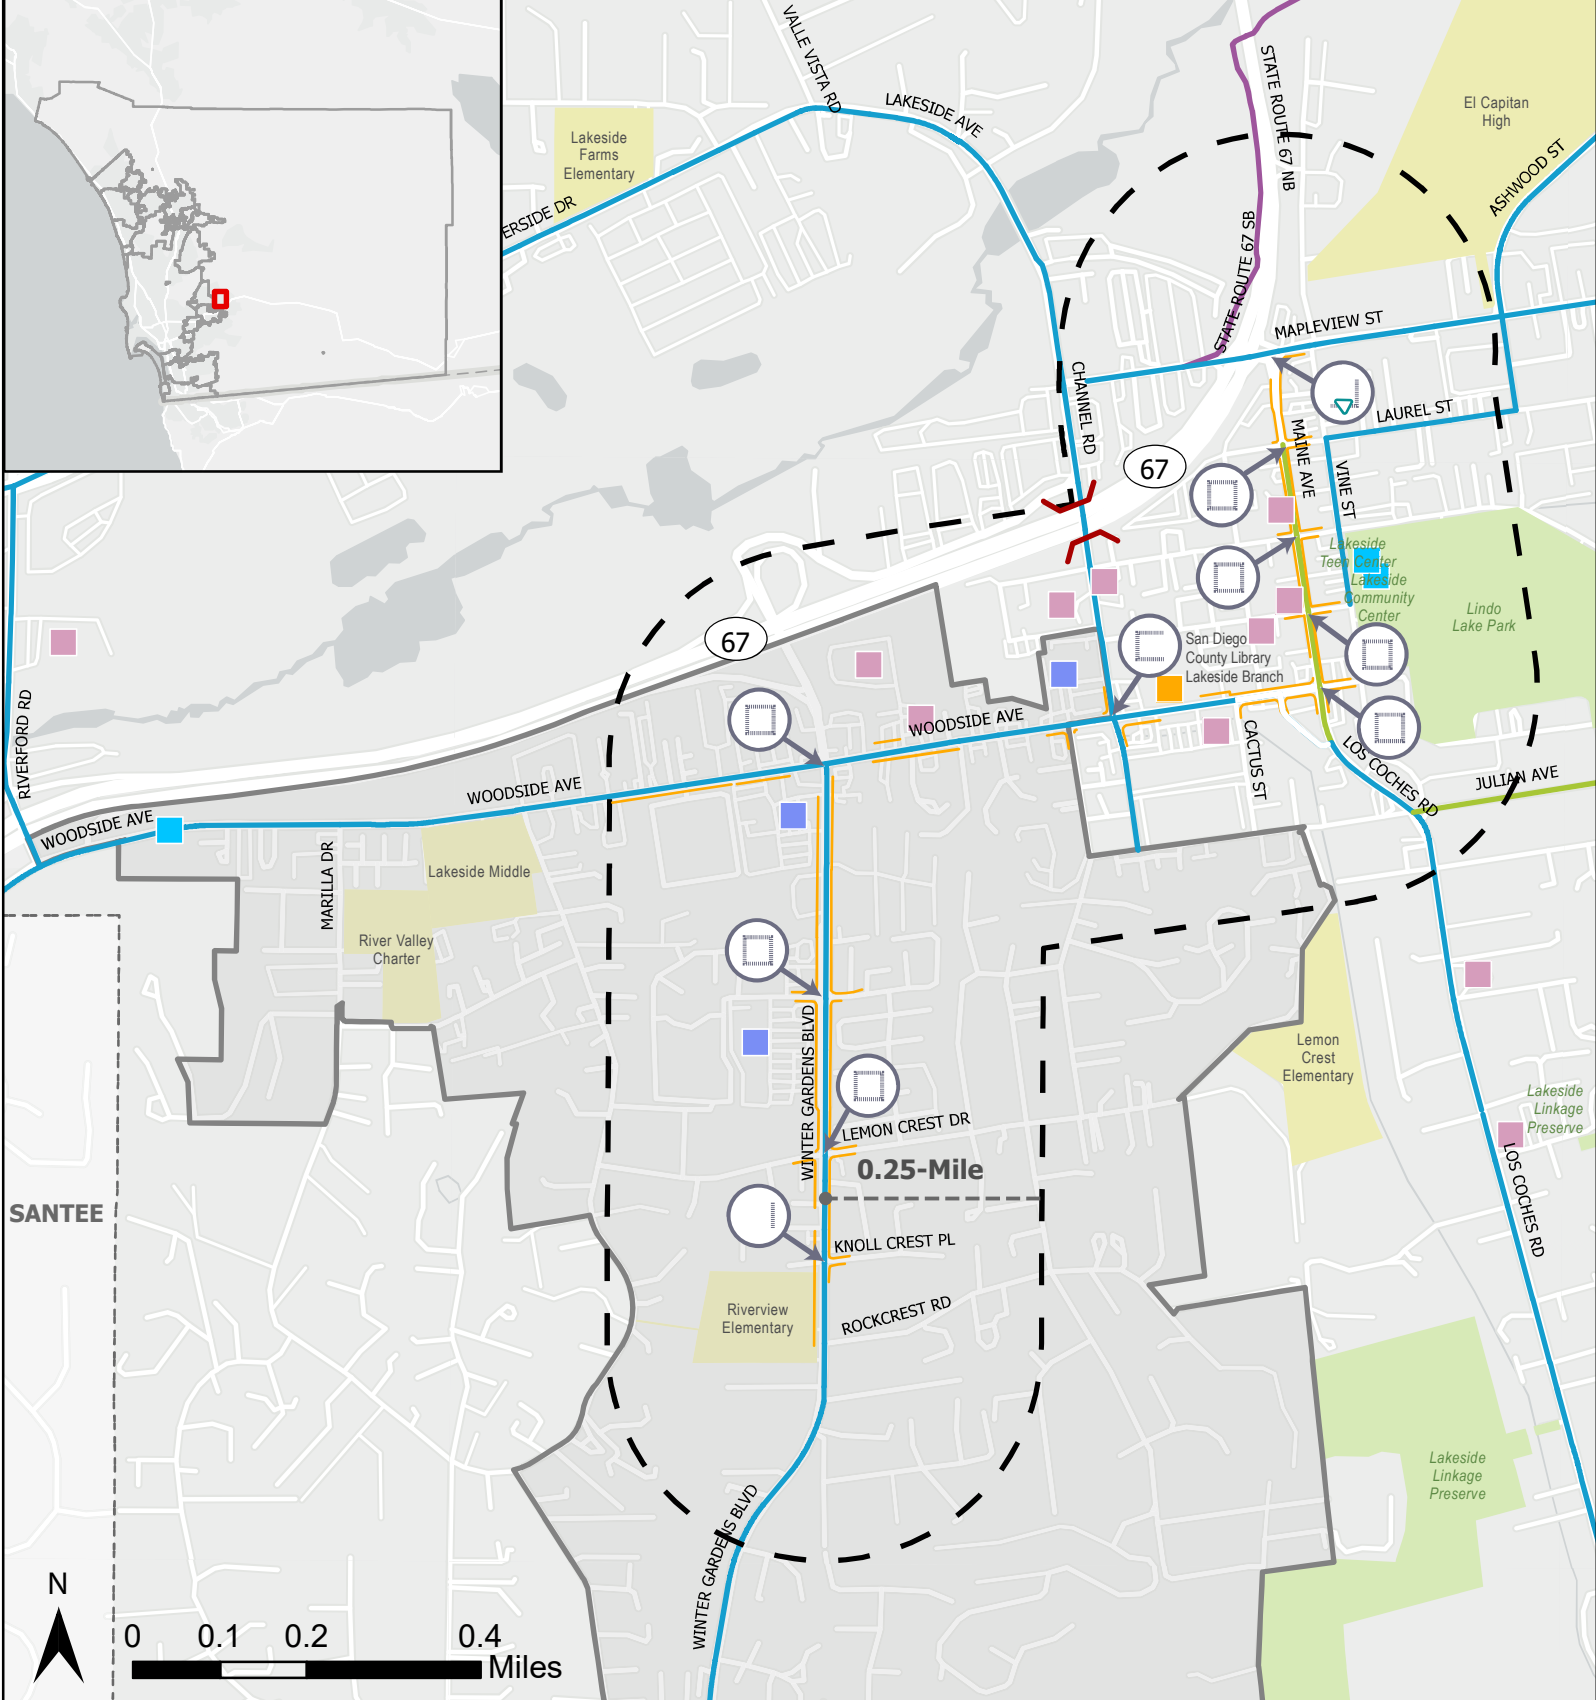 VALLE VISTA RD
LAKESIDE AVE
STATE ROUTE 67 NB
El Capitan
High
Lakeside
Farms
Elementary
ASHWOOD ST
ERSIDE DR
STATE ROUTE 67 SB
MAPLEVIEW ST
CHANNEL RD
LAUREL ST
MAINE AVE
67
VINE ST
Lakeside
Teen Center
Lakeside
Community
Center
Lindo
Lake Park
67
San Diego
County Library
Lakeside Branch
RIVERFORD RD
WOODSIDE AVE
CACTUS ST
LOS COCHES RD
JULIAN AVE
WOODSIDE AVE
WOODSIDE AVE
MARILLA DR
Lakeside Middle
River Valley
Charter
WINTER GARDENS BLVD
Lemon
Crest
Elementary
LEMON CREST DR
Lakeside
Linkage
Preserve
0.25-Mile
SANTEE
LOS COCHES RD
KNOLL CREST PL
Riverview
Elementary
ROCKCREST RD
Lakeside
Linkage
Preserve
WINTER GARDENS BLVD
N
0 0.1 0.2 0.4
Miles